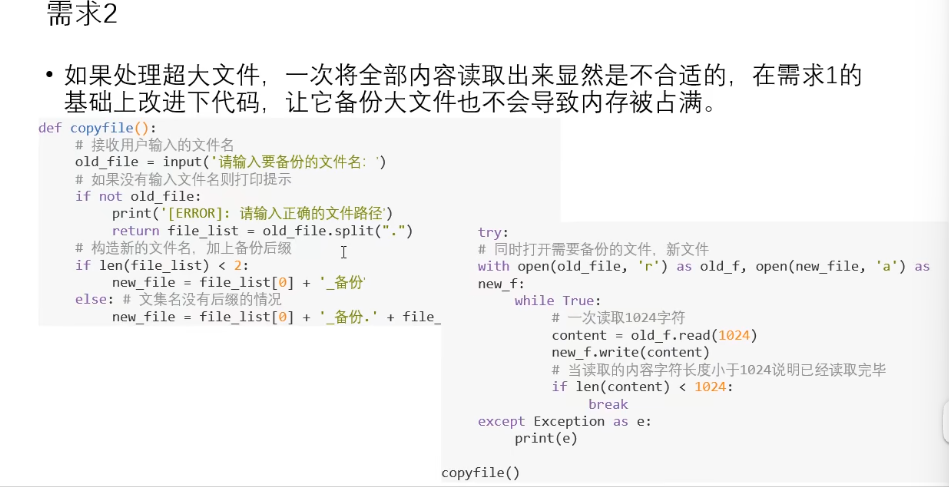 需求2
• 如果处理超大文件，一次将全部内容读取出来显然是不合适的，在需求1的
基础上改进下代码，让它备份大文件也不会导致内存被占满。
def copyfile():
# 接收用户输入的文件名
old_file = input('请输入要备份的文件名: ')
# 如果没有输入文件名则打印提示
if not old_file:
print('[ERROR]: 请输入正确的文件路径')
return file_list = old_file.split(".")
# 构造新的文件名，加上备份后缀
if len(file_list) < 2:
new_file = file_list[0] + '_备份'
else: # 文集名没有后缀的情况
new_file = file_list[0] + '_备份.' + file_
try:
# 同时打开需要备份的文件，新文件
with open(old_file, 'r') as old_f, open(new_file, 'a') as
new_f:
while True:
# 一次读取1024字符
content = old_f.read(1024)
new_f.write(content)
# 当读取的内容字符长度小于1024说明已经读取完毕
if len(content) < 1024:
break
except Exception as e:
print(e)
copyfile()